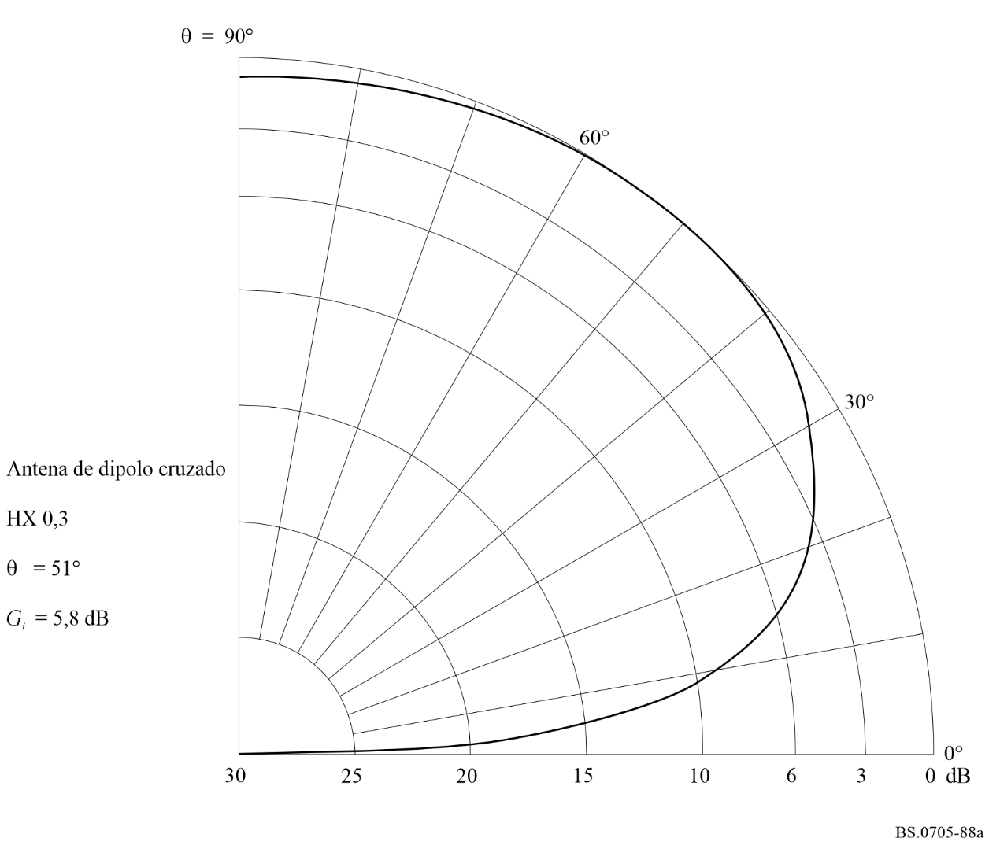 θ = 90°
60°
30°
Antena de dipolo cruzado
HX 0,3
θ = 51°
Gi = 5,8 dB
0°
30 25 20 15 10 6 3 0 dB
BS.0705-88a